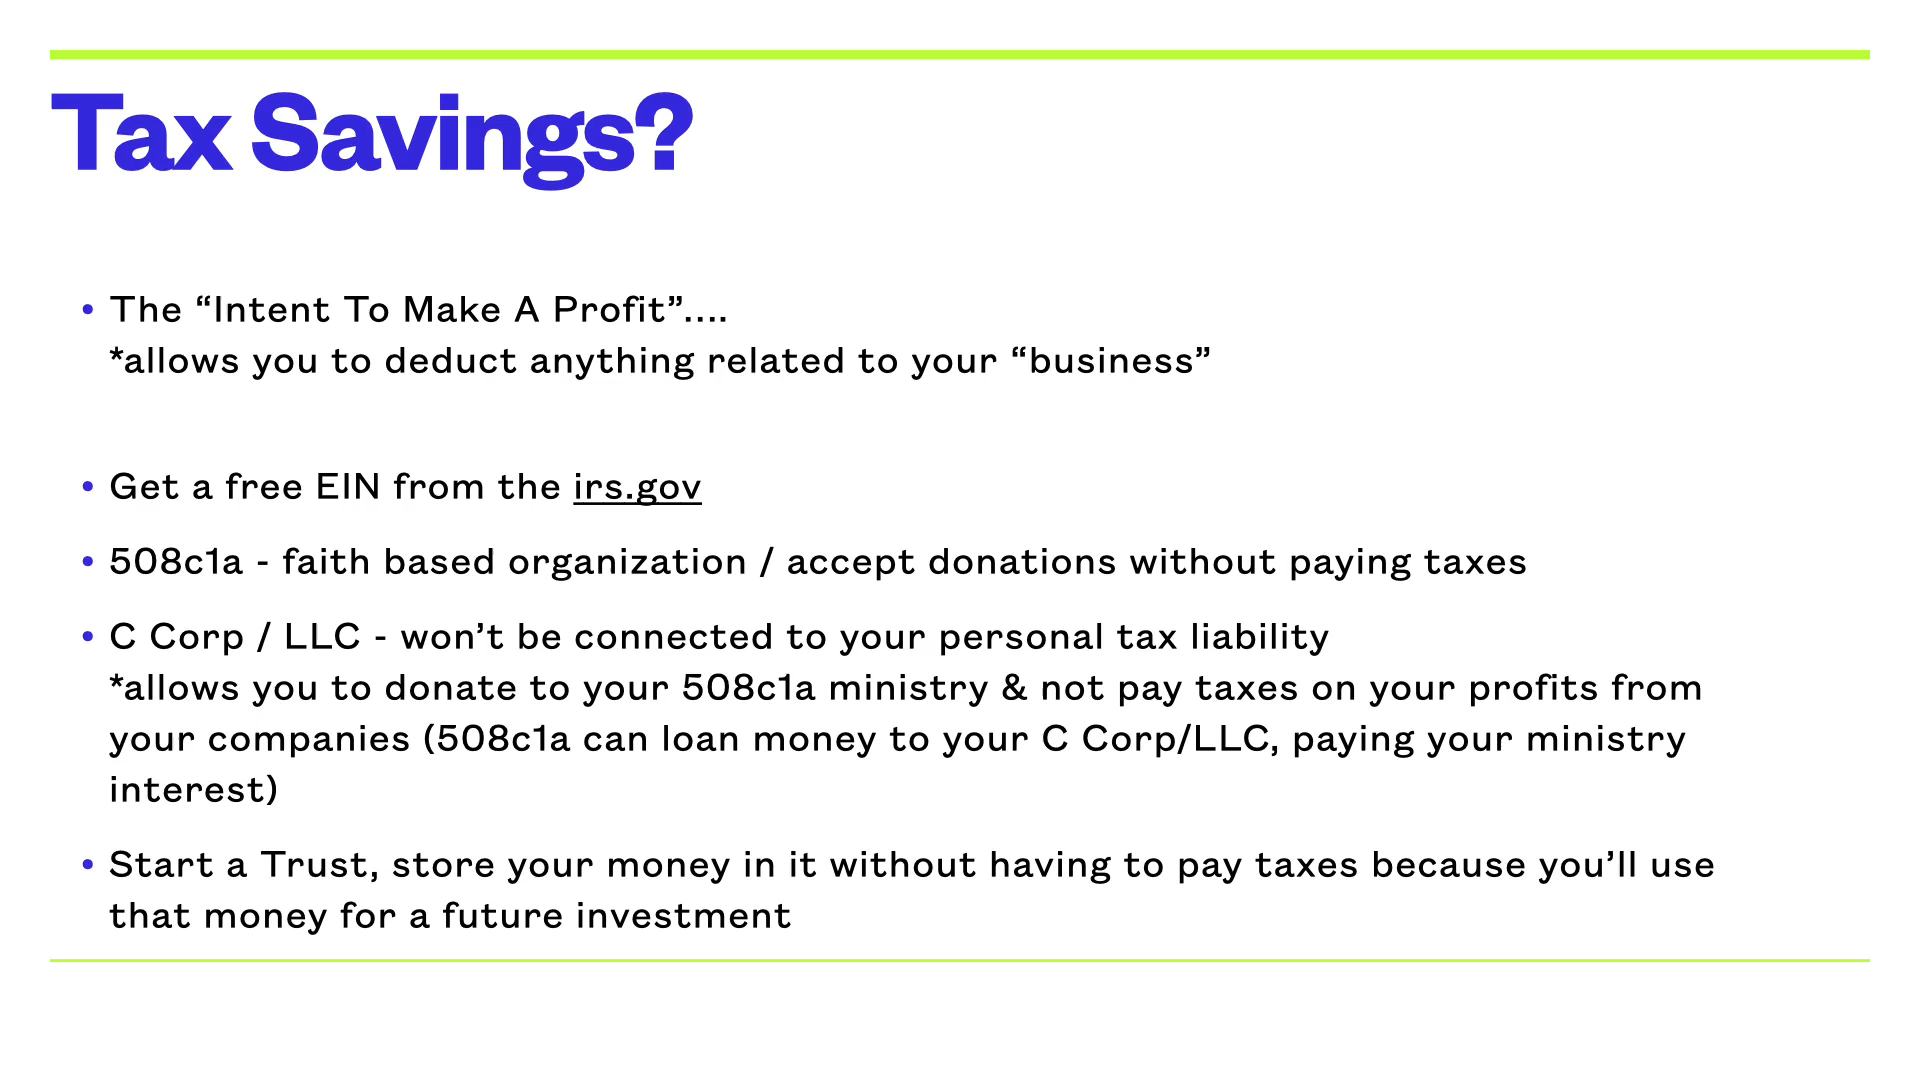 Tax Savings?
• The “Intent To Make A Profit”....
*allows you to deduct anything related to your “business”
• Get a free EIN from the irs.gov
• 508c1a - faith based organization / accept donations without paying taxes
• C Corp / LLC - won’t be connected to your personal tax liability
*allows you to donate to your 508c1a ministry & not pay taxes on your profits from
your companies (508c1a can loan money to your C Corp/LLC, paying your ministry
interest)
• Start a Trust, store your money in it without having to pay taxes because you’ll use
that money for a future investment